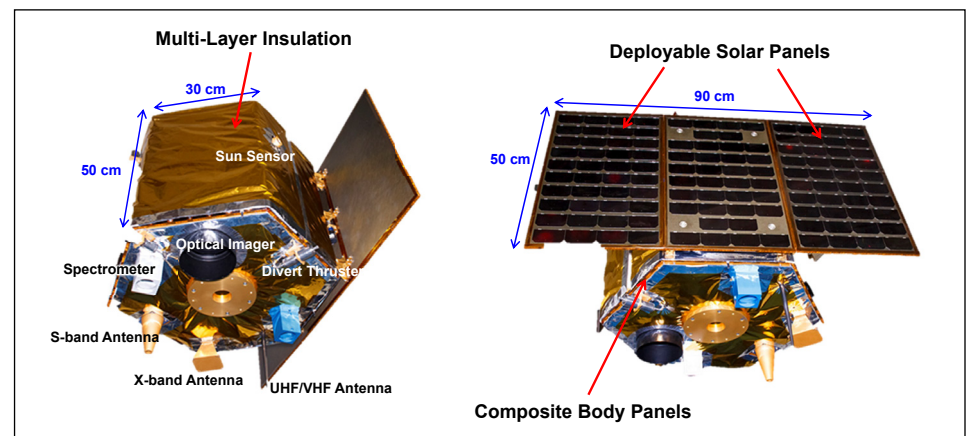 Multi-Layer Insulation
30 cm
50 cm
Sun Sensor
Optical Imager
Spectrometer
Divert Thruster
S-band Antenna
X-band Antenna
UHF/VHF Antenna
Deployable Solar Panels
90 cm
50 cm
Composite Body Panels